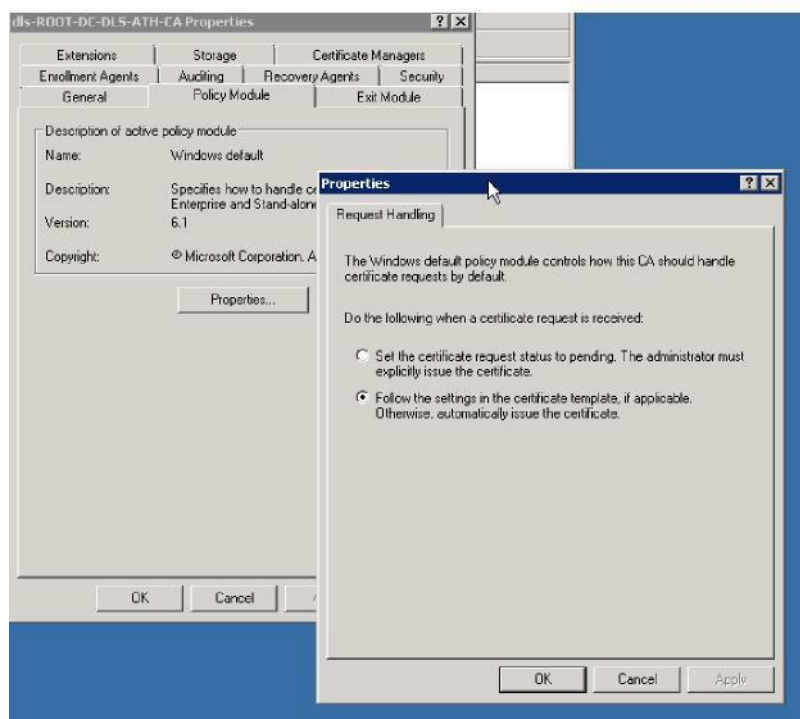 dls-ROOT-DC-DLS-ATH-CA Properties
Extensions
Storage
Certificate Managers
Enrollment Agents
Auditing
Recovery Agents
Security
General
Policy Module
Exit Module
Description of active policy module
Name:
Windows default
Description:
Specifies how to handle ce
Enterprise and Stand-alone
Version:
6.1
Copyright:
© Microsoft Corporation. A
Properties...
OK
Cancel
Properties
Request Handling
The Windows default policy module controls how this CA should handle
certificate requests by default.
Do the following when a certificate request is received:
Set the certificate request status to pending. The administrator must
explicitly issue the certificate.
Follow the settings in the certificate template, if applicable.
Otherwise, automatically issue the certificate.
OK
Cancel
Apply